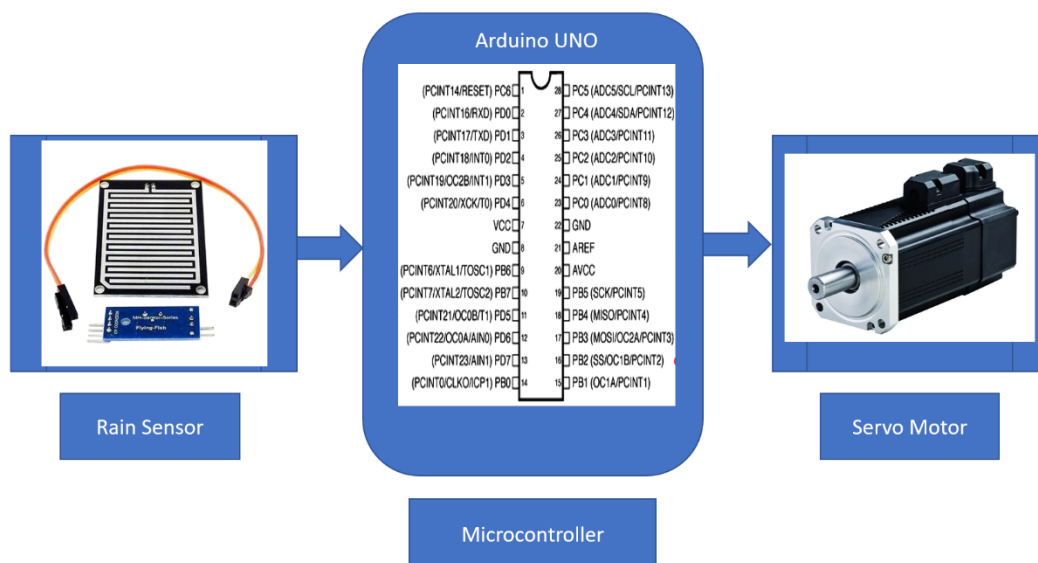 Arduino UNO
(PCINT14/RESET) PC6 1 28 PC5 (ADC5/SCL/PCINT13)
(PCINT16/RXD) PD0 2 27 PC4 (ADC4/SDA/PCINT12)
(PCINT17/TXD) PD1 3 26 PC3 (ADC3/PCINT11)
(PCINT18/INT0) PD2 4 25 PC2 (ADC2/PCINT10)
(PCINT19/OC2B/INT1) PD3 5 24 PC1 (ADC1/PCINT9)
(PCINT20/XCK/T0) PD4 6 23 PC0 (ADC0/PCINT8)
VCC 7 22 GND
GND 8 21 AREF
(PCINT6/XTAL1/TOSC1) PB6 9 20 AVCC
(PCINT7/XTAL2/TOSC2) PB7 10 19 PB5 (SCK/PCINT5)
(PCINT21/OC0B/T1) PD5 11 18 PB4 (MISO/PCINT4)
(PCINT22/OC0A/AIN0) PD6 12 17 PB3 (MOSI/OC2A/PCINT3)
(PCINT23/AIN1) PD7 13 16 PB2 (SS/OC1B/PCINT2)
(PCINT0/CLKO/ICP1) PB0 14 15 PB1 (OC1A/PCINT1)
MH-Sensor-Series
Flying-Fish
Rain Sensor
Servo Motor
Microcontroller